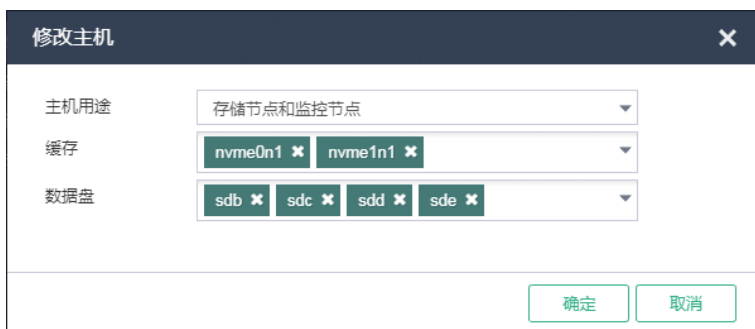 修改主机
主机用途 存储节点和监控节点
缓存 nvme0n1 nvme1n1
数据盘 sdb sdc sdd sde
确定 取消